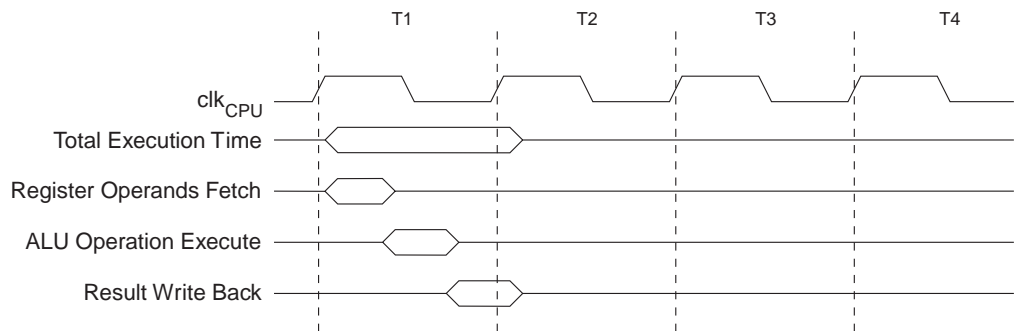 T1 T2 T3 T4
clkCPU
Total Execution Time
Register Operands Fetch
ALU Operation Execute
Result Write Back